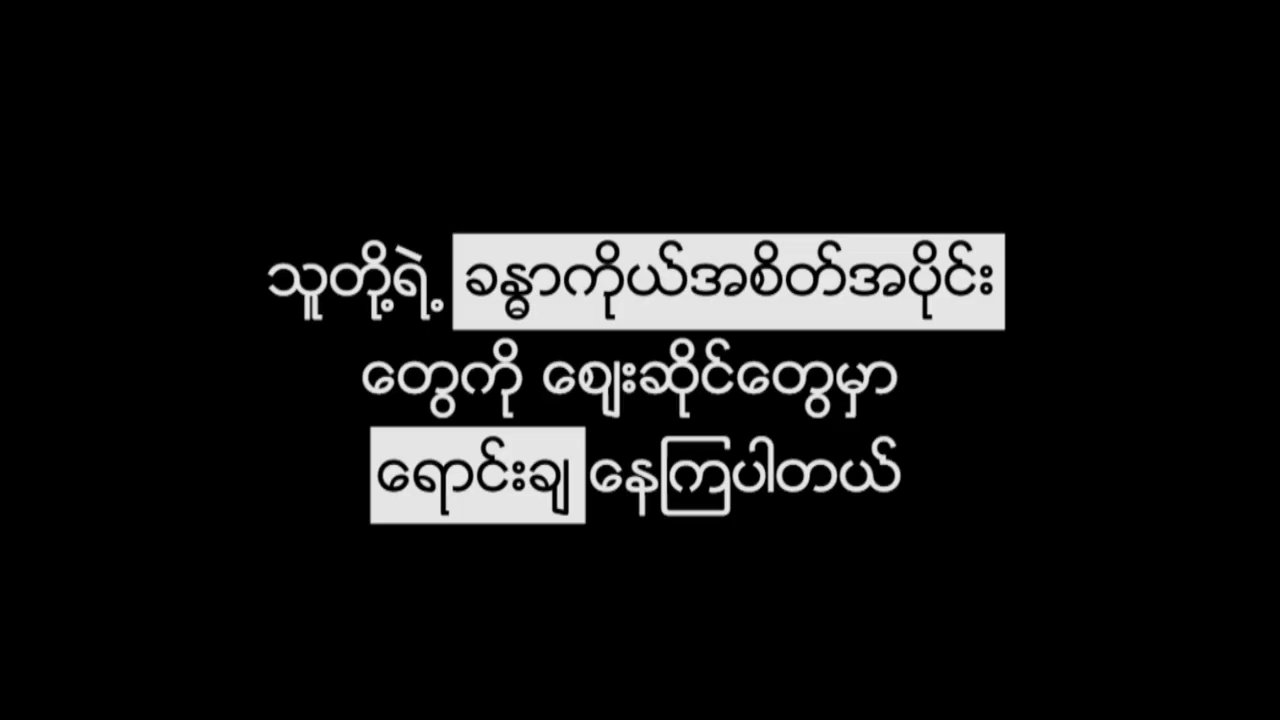 သူတို့ရဲ့ ခန္ဓာကိုယ်အစိတ်အပိုင်း
တွေကို ဈေးဆိုင်တွေမှာ
ရောင်းချ နေကြပါတယ်